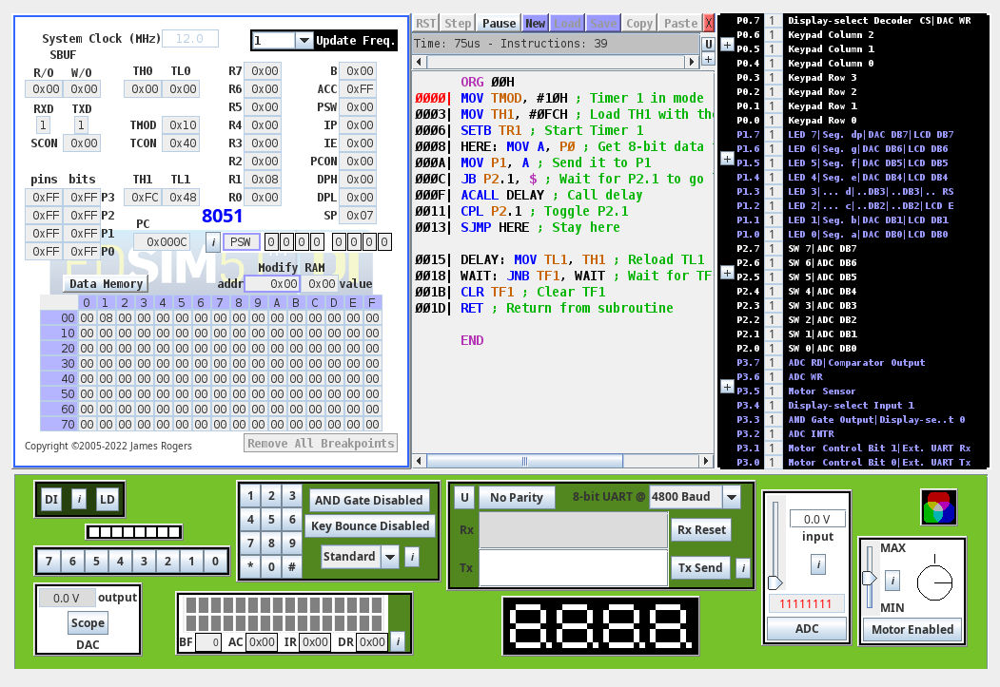 System Clock (MHz) 12.0 1 Update Freq.
SBUF
R/O W/O TH0 TL0 R7 0x00 B 0x00
0x00 0x00 0x00 0x00 R6 0x00 ACC 0xFF
RXD TXD R5 0x00 PSW 0x00
1 1 TMOD 0x10 R4 0x00 IP 0x00
SCON 0x00 TCON 0x40 R3 0x00 IE 0x00
R2 0x00 PCON 0x00
pins bits TH1 TL1 R1 0x08 DPH 0x00
0xFF 0xFF P3 0xFC 0x48 R0 0x00 DPL 0x00
0xFF 0xFF P2 8051 SP 0x07
0xFF 0xFF P1 PC
0xFF 0xFF P0 0x000C i PSW 0 0 0 0 0 0 0 0
Modify RAM
Data Memory addr 0x00 0x00 value
0 1 2 3 4 5 6 7 8 9 A B C D E F
00 00 08 00 00 00 00 00 00 00 00 00 00 00 00 00 00
10 00 00 00 00 00 00 00 00 00 00 00 00 00 00 00 00
20 00 00 00 00 00 00 00 00 00 00 00 00 00 00 00 00
30 00 00 00 00 00 00 00 00 00 00 00 00 00 00 00 00
40 00 00 00 00 00 00 00 00 00 00 00 00 00 00 00 00
50 00 00 00 00 00 00 00 00 00 00 00 00 00 00 00 00
60 00 00 00 00 00 00 00 00 00 00 00 00 00 00 00 00
70 00 00 00 00 00 00 00 00 00 00 00 00 00 00 00 00
Copyright ©2005-2022 James Rogers Remove All Breakpoints
RST Step Pause New Load Save Copy Paste X
Time: 75us - Instructions: 39 U
+
ORG 00H
0000| MOV TMOD, #10H ; Timer 1 in mode
0003| MOV TH1, #0FCH ; Load TH1 with the
0006| SETB TR1 ; Start Timer 1
0008| HERE: MOV A, P0 ; Get 8-bit data
000A| MOV P1, A ; Send it to P1
000C| JB P2.1, $ ; Wait for P2.1 to go
000F| ACALL DELAY ; Call delay
0011| CPL P2.1 ; Toggle P2.1
0013| SJMP HERE ; Stay here
0015| DELAY: MOV TL1, TH1 ; Reload TL1
0018| WAIT: JNB TF1, WAIT ; Wait for TF
001B| CLR TF1 ; Clear TF1
001D| RET ; Return from subroutine
END
P0.7 1 Display-select Decoder CS|DAC WR
P0.6 1 Keypad Column 2
P0.5 1 Keypad Column 1
P0.4 1 Keypad Column 0
P0.3 1 Keypad Row 3
P0.2 1 Keypad Row 2
P0.1 1 Keypad Row 1
P0.0 1 Keypad Row 0
P1.7 1 LED 7|Seg. dp|DAC DB7|LCD DB7
P1.6 1 LED 6|Seg. g|DAC DB6|LCD DB6
P1.5 1 LED 5|Seg. f|DAC DB5|LCD DB5
P1.4 1 LED 4|Seg. e|DAC DB4|LCD DB4
P1.3 1 LED 3|... d|..DB3|..DB3|.. RS
P1.2 1 LED 2|... c|..DB2|..DB2|LCD E
P1.1 1 LED 1|Seg. b|DAC DB1|LCD DB1
P1.0 1 LED 0|Seg. a|DAC DB0|LCD DB0
P2.7 1 SW 7|ADC DB7
P2.6 1 SW 6|ADC DB6
P2.5 1 SW 5|ADC DB5
P2.4 1 SW 4|ADC DB4
P2.3 1 SW 3|ADC DB3
P2.2 1 SW 2|ADC DB2
P2.1 1 SW 1|ADC DB1
P2.0 1 SW 0|ADC DB0
P3.7 1 ADC RD|Comparator Output
P3.6 1 ADC WR
P3.5 1 Motor Sensor
P3.4 1 Display-select Input 1
P3.3 1 AND Gate Output|Display-se..t 0
P3.2 1 ADC INTR
P3.1 1 Motor Control Bit 1|Ext. UART Rx
P3.0 1 Motor Control Bit 0|Ext. UART Tx
+
+
+
+
DI i LD
7 6 5 4 3 2 1 0
0.0 V output
Scope
DAC
1 2 3 AND Gate Disabled
4 5 6 Key Bounce Disabled
7 8 9 Standard i
* 0 #
BF 0 AC 0x00 IR 0x00 DR 0x00 i
U No Parity 8-bit UART @ 4800 Baud
Rx Rx Reset
Tx Tx Send i
8.8.8.8.
0.0 V
input
i
11111111
ADC
MAX
i
MIN
Motor Enabled